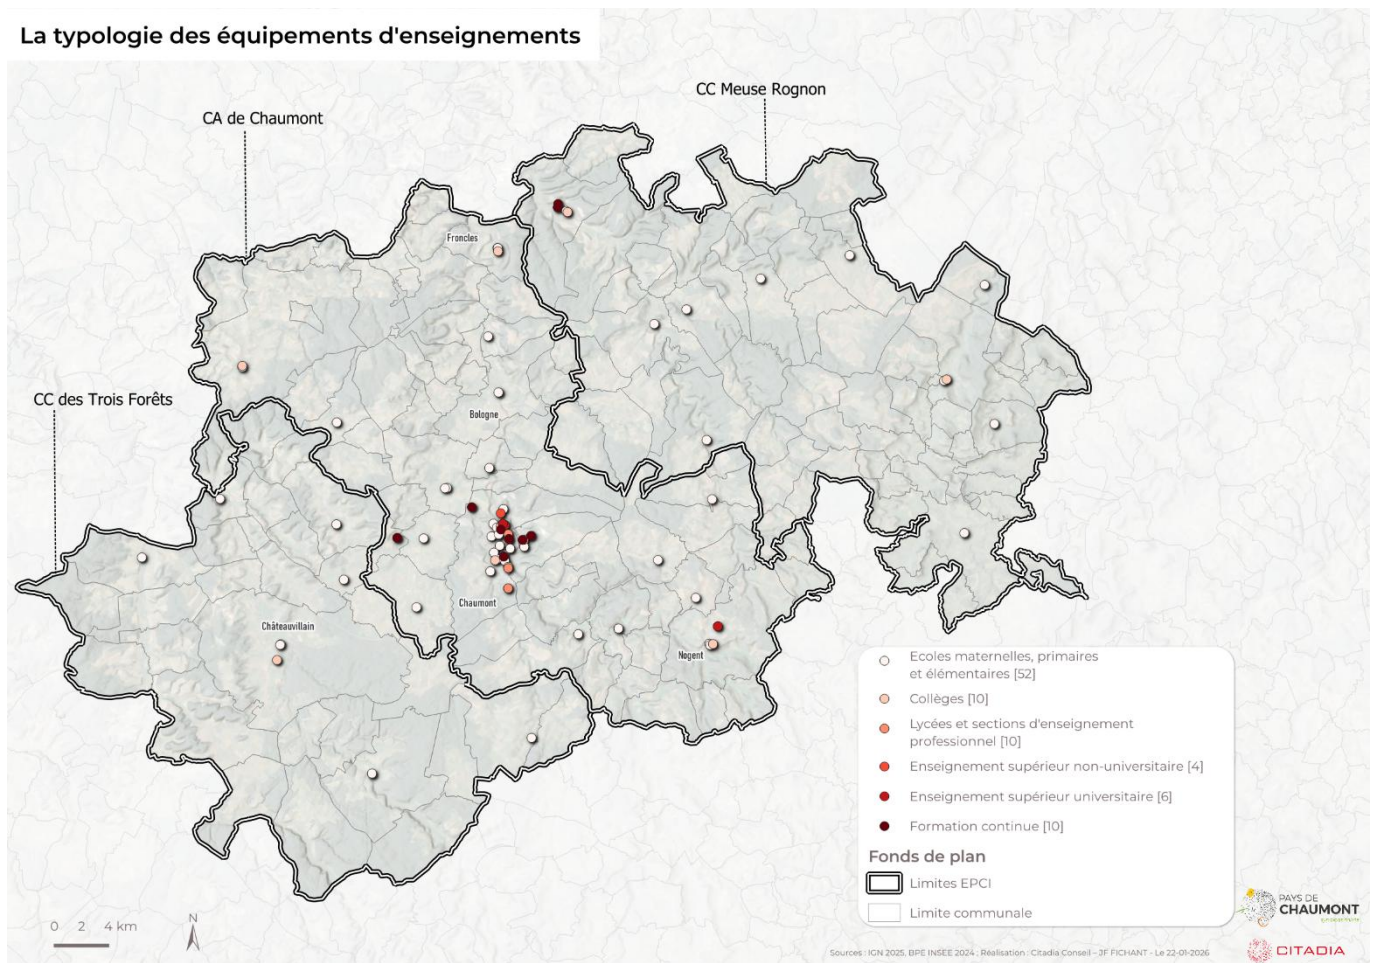 La typologie des équipements d'enseignements
CC Meuse Rognon
CA de Chaumont
Froncles
CC des Trois Forêts
Bologne
Chaumont
Châteauvillain
Nogent
Ecoles maternelles, primaires
et élémentaires [52]
Collèges [10]
Lycées et sections d'enseignement
professionnel [10]
Enseignement supérieur non-universitaire [4]
Enseignement supérieur universitaire [6]
Formation continue [10]
Fonds de plan
Limites EPCI
Limite communale
0 2 4 km
N
PAYS DE
CHAUMONT
CITADIA
Sources : IGN 2025, BPE INSEE 2024 ; Réalisation : Citadia Conseil - JF FICHANT - Le 22-01-2026